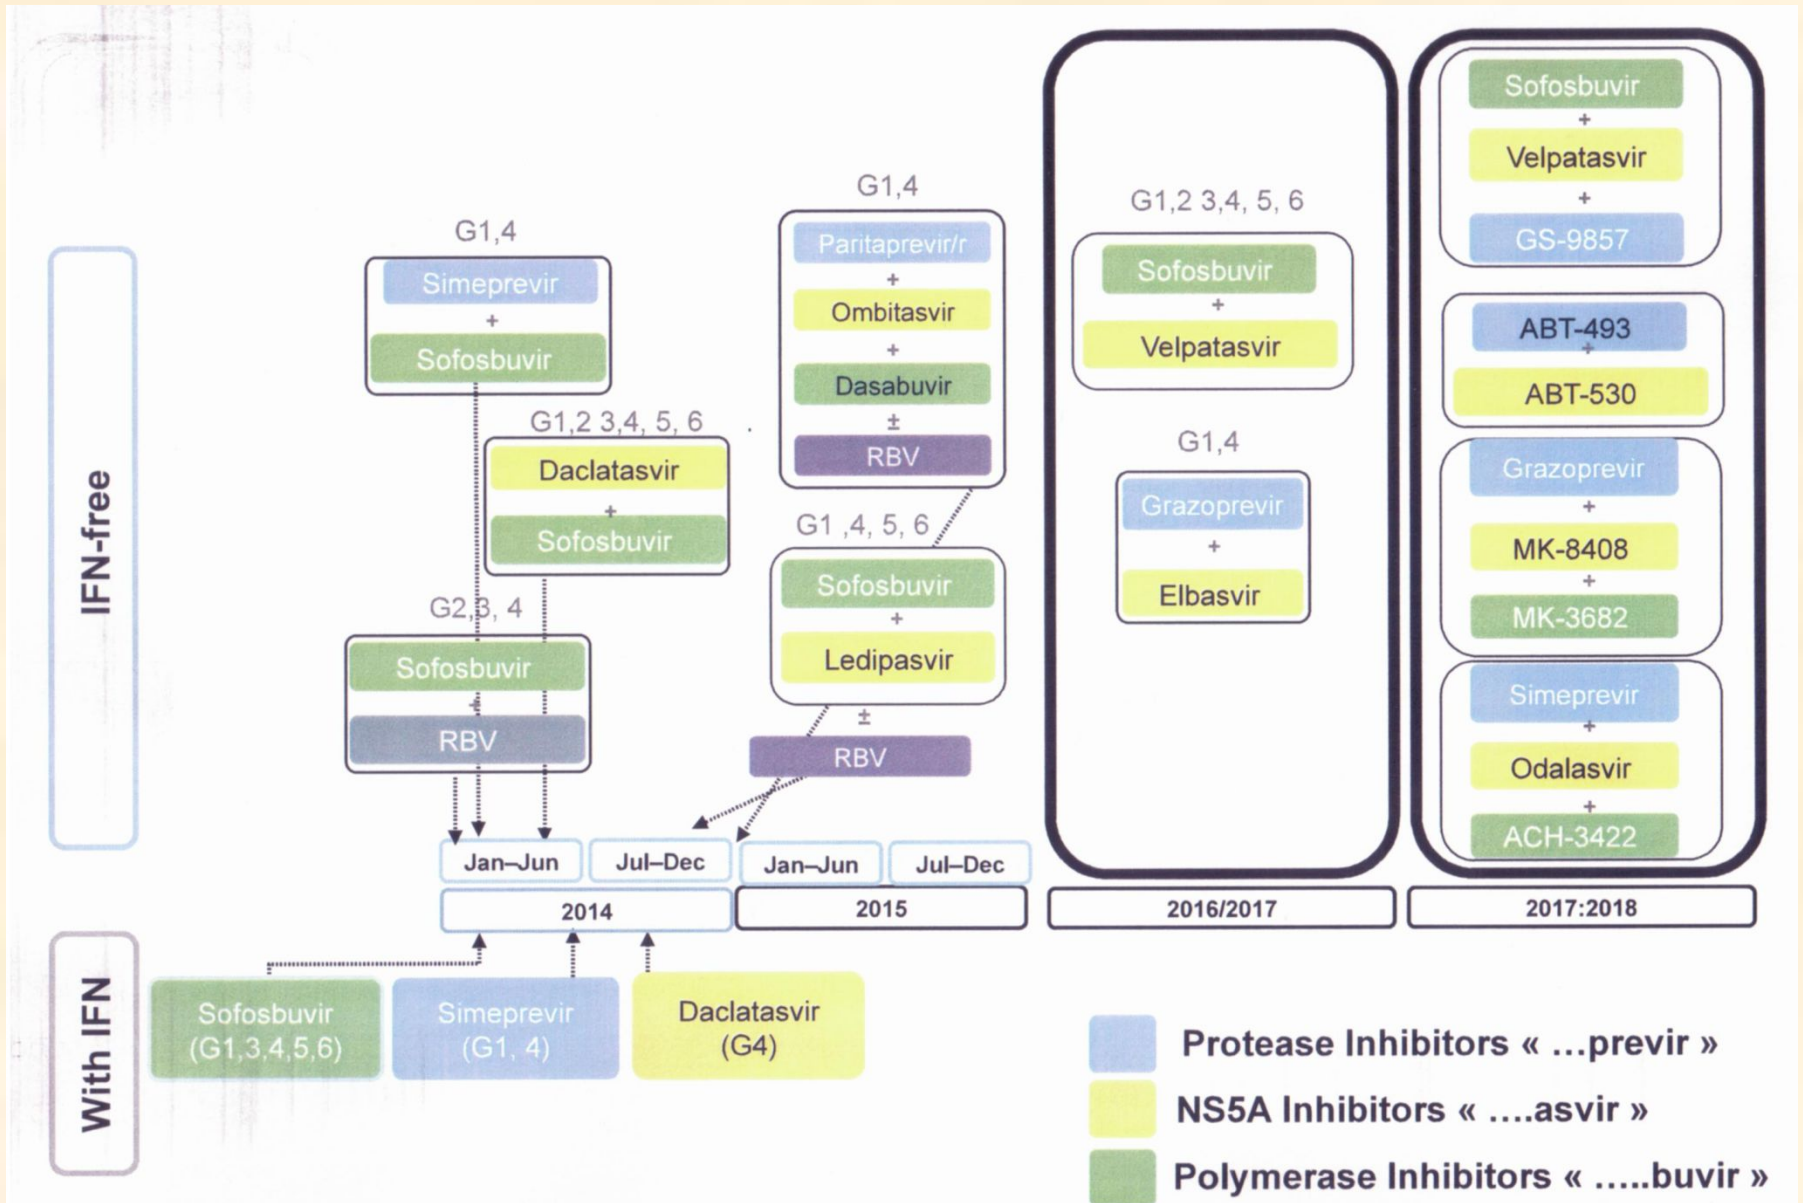 IFN-free
G1,4
Simeprevir
+
Sofosbuvir
G1,2 3,4, 5, 6
Daclatasvir
+
Sofosbuvir
G2,3, 4
Sofosbuvir
+
RBV
G1,4
Paritaprevir/r
+
Ombitasvir
+
Dasabuvir
±
RBV
G1 ,4, 5, 6
Sofosbuvir
+
Ledipasvir
±
RBV
G1,2 3,4, 5, 6
Sofosbuvir
+
Velpatasvir
G1,4
Grazoprevir
+
Elbasvir
Sofosbuvir
+
Velpatasvir
+
GS-9857
ABT-493
+
ABT-530
Grazoprevir
+
MK-8408
+
MK-3682
Simeprevir
+
Odalasvir
+
ACH-3422
Jan–Jun
Jul–Dec
Jan–Jun
Jul–Dec
2014
2015
2016/2017
2017:2018
With IFN
Sofosbuvir
(G1,3,4,5,6)
Simeprevir
(G1, 4)
Daclatasvir
(G4)
Protease Inhibitors « ...previr »
NS5A Inhibitors « ....asvir »
Polymerase Inhibitors « .....buvir »